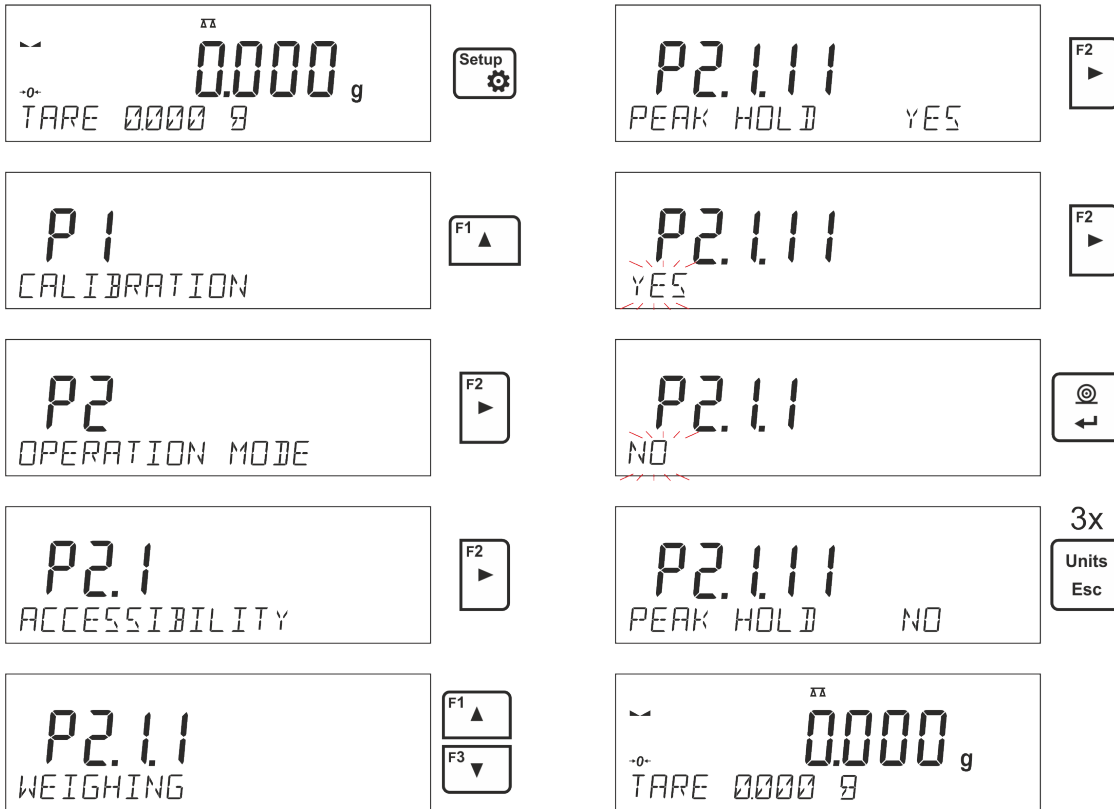 0.000 g
→0←
TARE 0.000 g
Setup
P1
CALIBRATION
F1
P2
OPERATION MODE
F2
P2.1
ACCESSIBILITY
F2
P2.1.1
WEIGHING
F1
F3
P2.1.11
PEAK HOLD YES
F2
P2.1.11
YES
F2
P2.1.1
NO
P2.1.11
PEAK HOLD NO
3x
Units
Esc
0.000 g
→0←
TARE 0.000 g